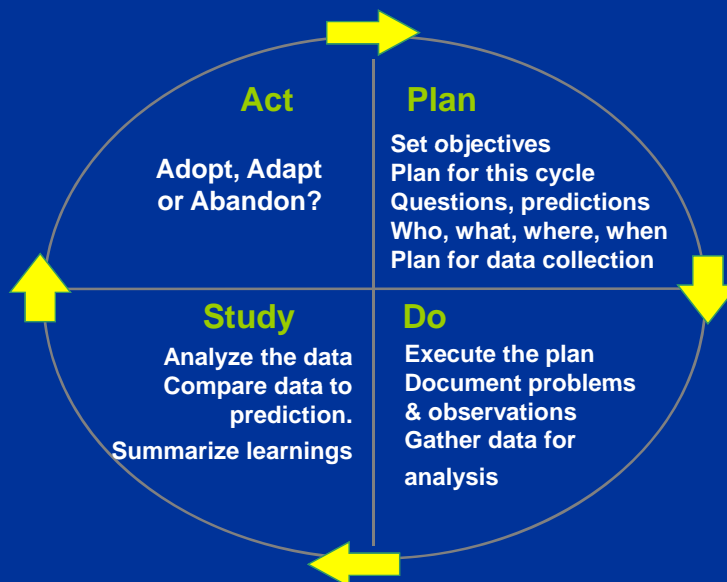 Act
Adopt, Adapt
or Abandon?
Plan
Set objectives
Plan for this cycle
Questions, predictions
Who, what, where, when
Plan for data collection
Study
Analyze the data
Compare data to
prediction.
Summarize learnings
Do
Execute the plan
Document problems
& observations
Gather data for
analysis